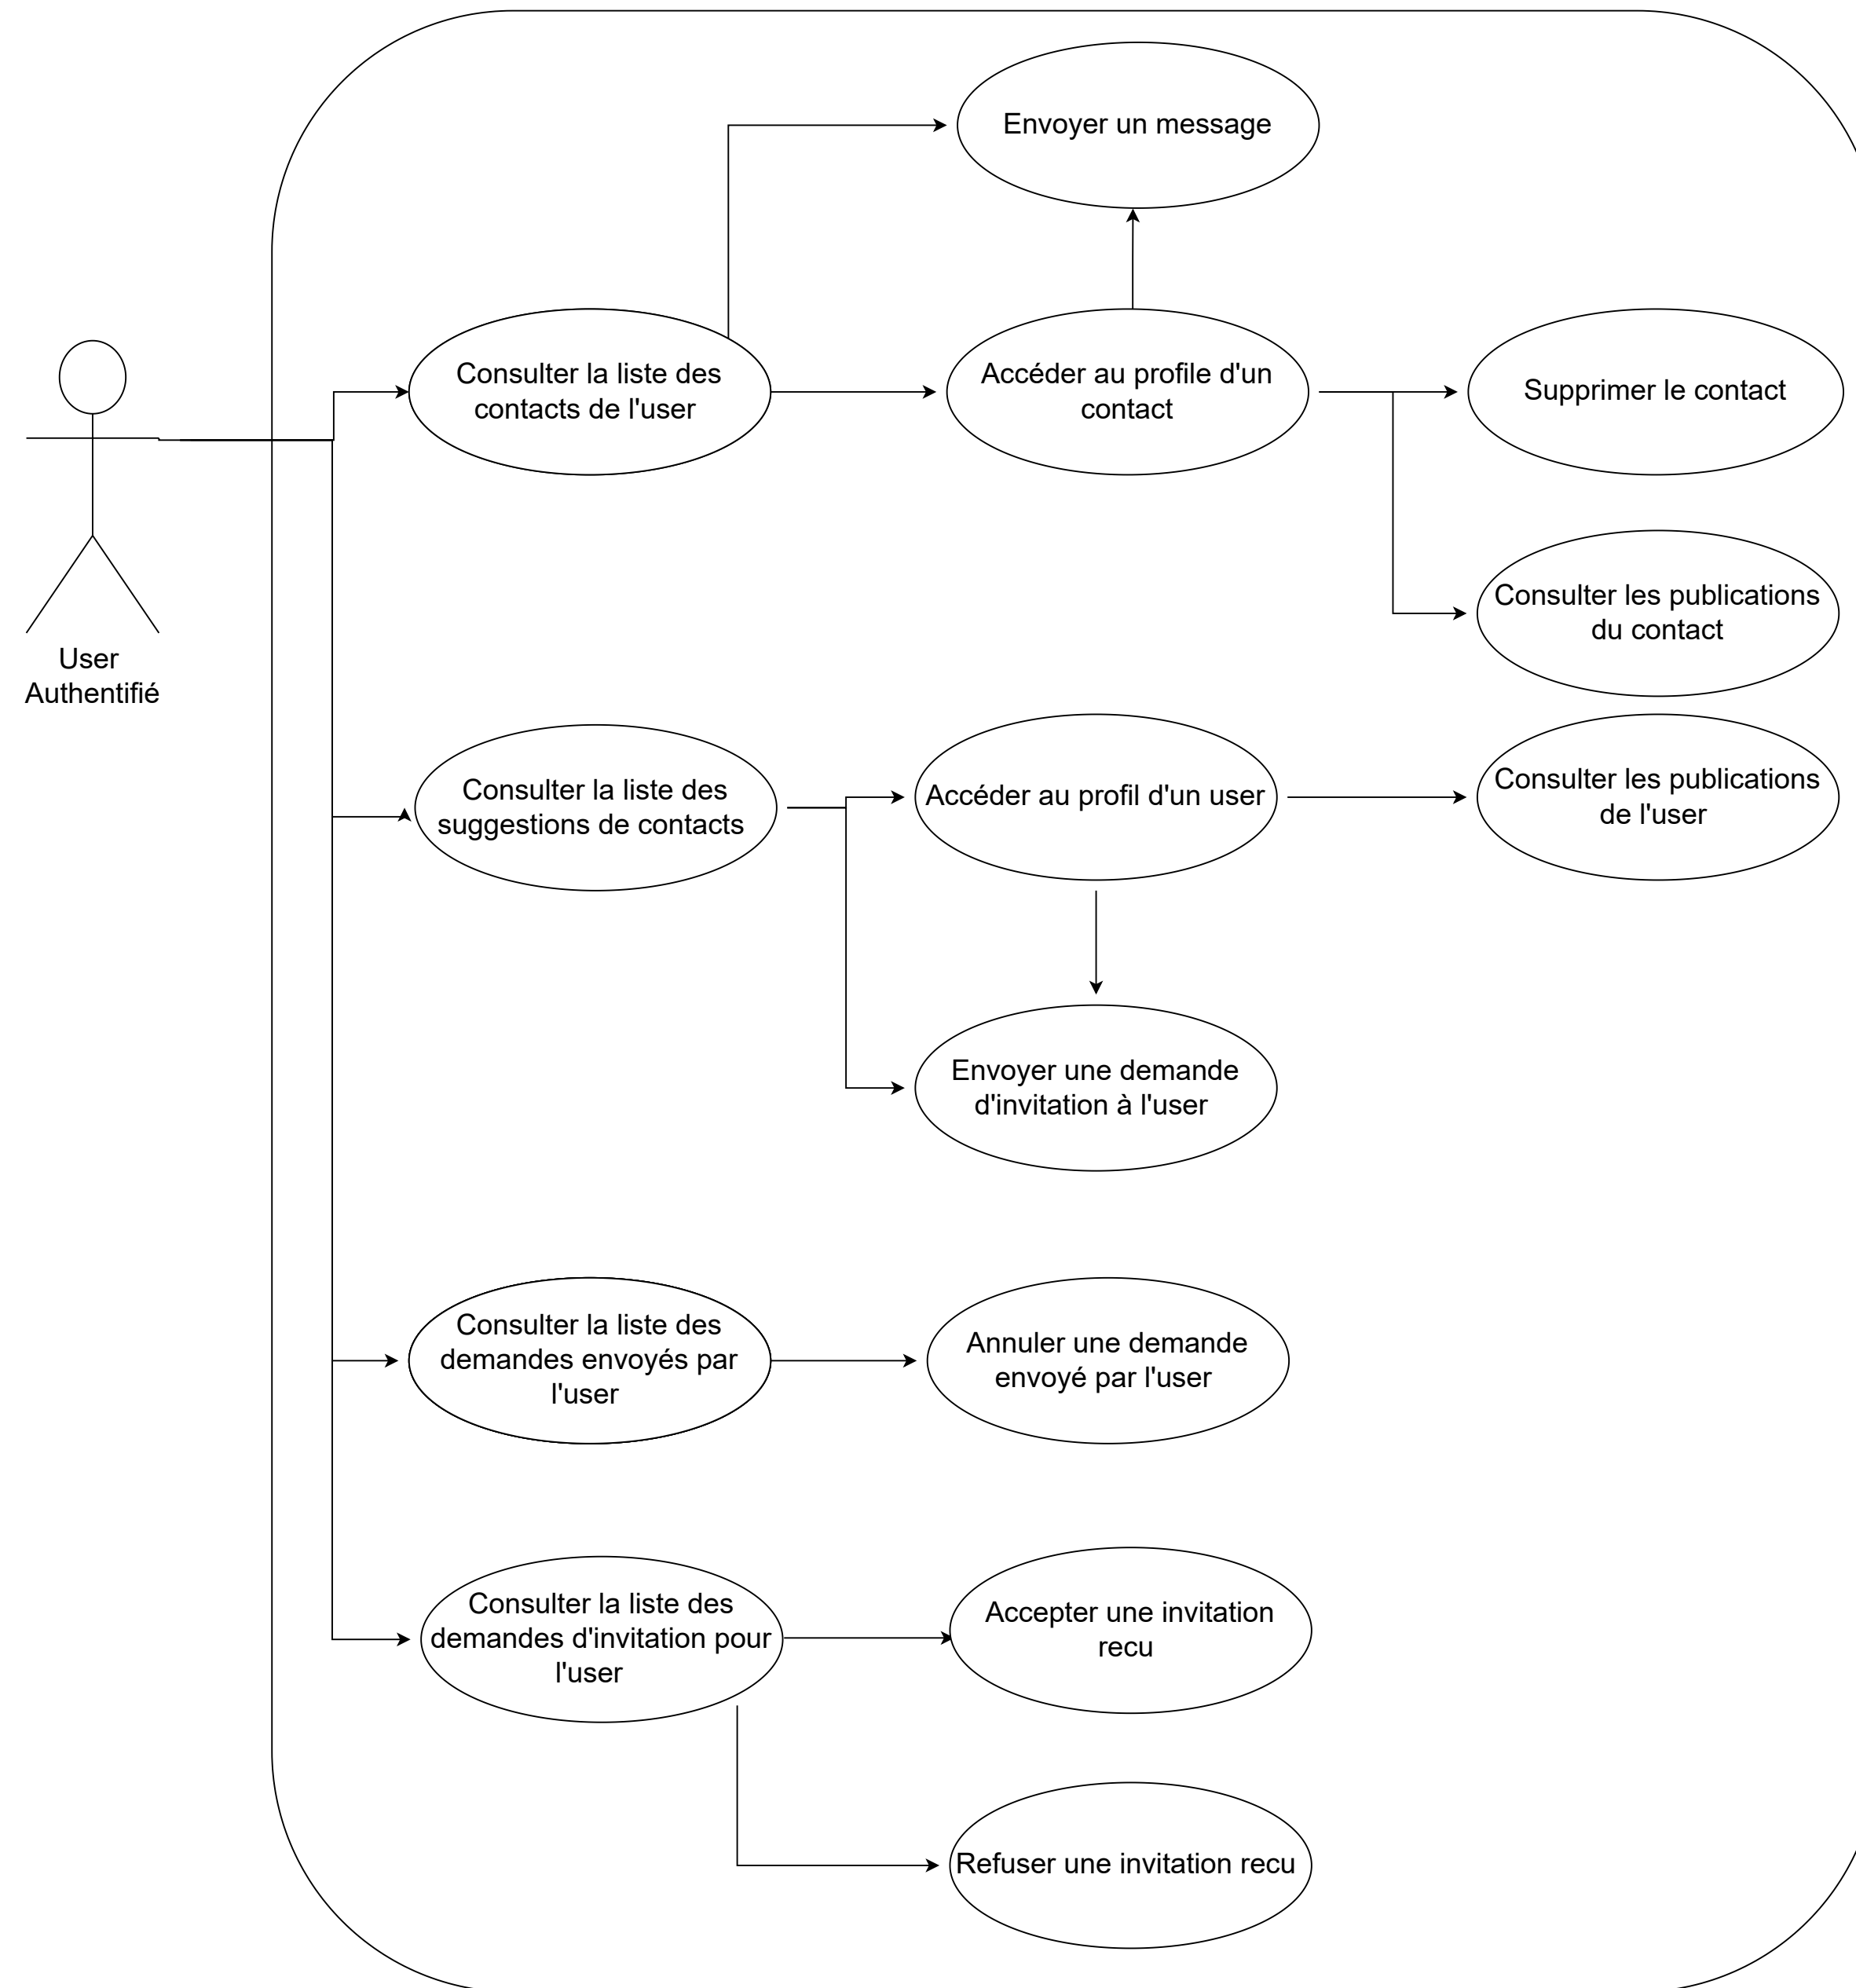 Envoyer un message
Consulter la liste des
contacts de l'user
Accéder au profile d'un
contact
Supprimer le contact
Consulter les publications
du contact
User
Authentifié
Consulter la liste des
suggestions de contacts
Accéder au profil d'un user
Consulter les publications
de l'user
Envoyer une demande
d'invitation à l'user
Consulter la liste des
demandes envoyés par
l'user
Annuler une demande
envoyé par l'user
Consulter la liste des
demandes d'invitation pour
l'user
Accepter une invitation
recu
Refuser une invitation recu